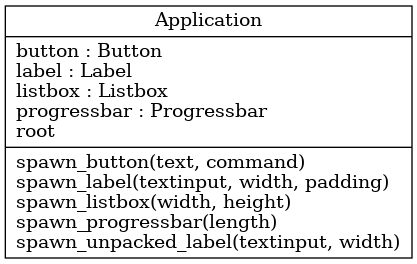 Application
button : Button
label : Label
listbox : Listbox
progressbar : Progressbar
root
spawn_button(text, command)
spawn_label(textinput, width, padding)
spawn_listbox(width, height)
spawn_progressbar(length)
spawn_unpacked_label(textinput, width)